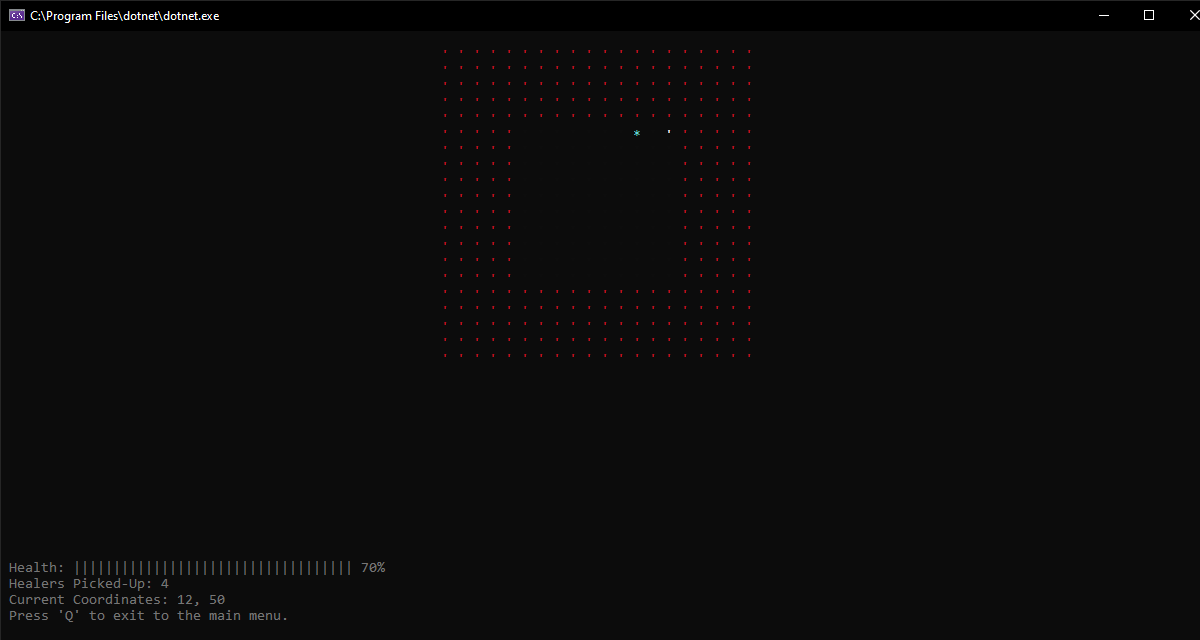 C:\Program Files\dotnet\dotnet.exe
Health: ||||||||||||||||||||||||||||||||||| 70%
Healers Picked-Up: 4
Current Coordinates: 12, 50
Press 'Q' to exit to the main menu.